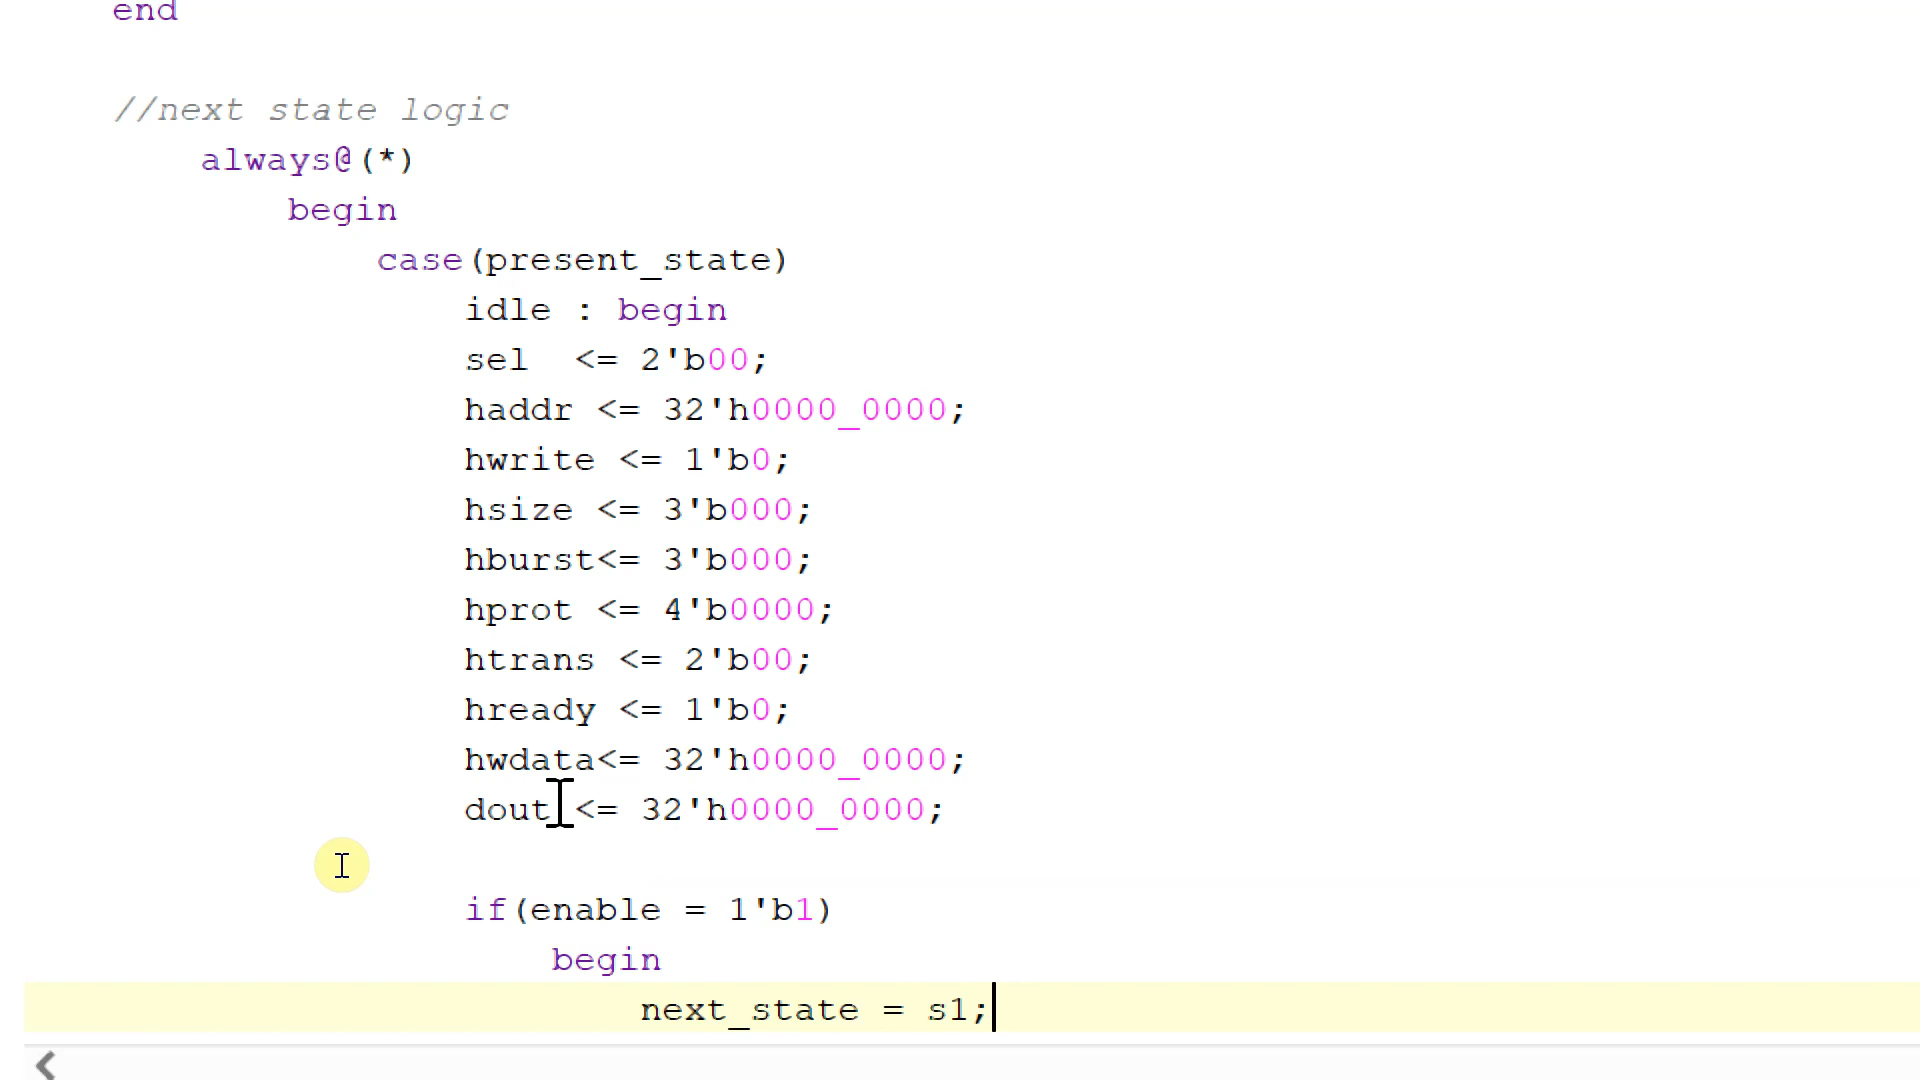 end
//next state logic
always@(*)
begin
case(present_state)
idle : begin
sel <= 2'b00;
haddr <= 32'h0000_0000;
hwrite <= 1'b0;
hsize <= 3'b000;
hburst<= 3'b000;
hprot <= 4'b0000;
htrans <= 2'b00;
hready <= 1'b0;
hwdata<= 32'h0000_0000;
dout <= 32'h0000_0000;
if(enable = 1'b1)
begin
next_state = s1;